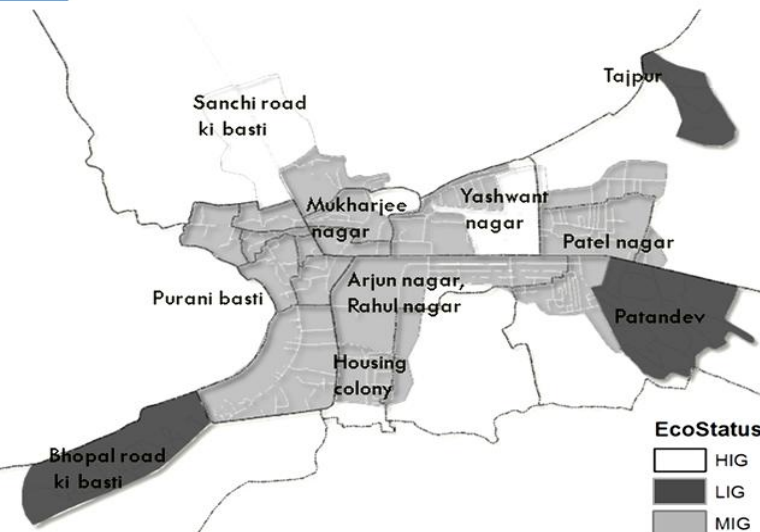 Tajpur
Sanchi road
ki basti
Mukharjee
nagar
Yashwant
nagar
Patel nagar
Purani basti
Arjun nagar,
Rahul nagar
Patandev
Housing
colony
Bhopal road
ki basti
EcoStatus
HIG
LIG
MIG